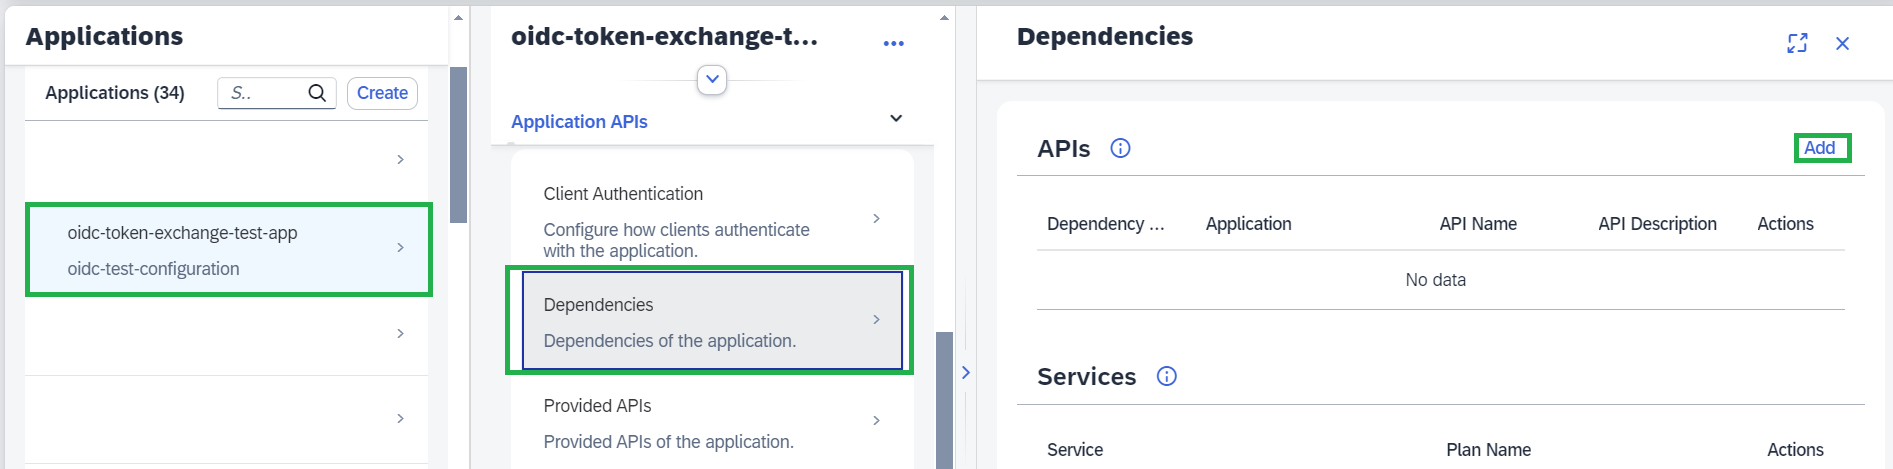 Applications
Applications (34)
S..
Create
oidc-token-exchange-test-app
oidc-test-configuration
oidc-token-exchange-t...
Application APIs
Client Authentication
Configure how clients authenticate
with the application.
Dependencies
Dependencies of the application.
Provided APIs
Provided APIs of the application.
Dependencies
APIs
Add
Dependency ... Application API Name API Description Actions
No data
Services
Service Plan Name Actions